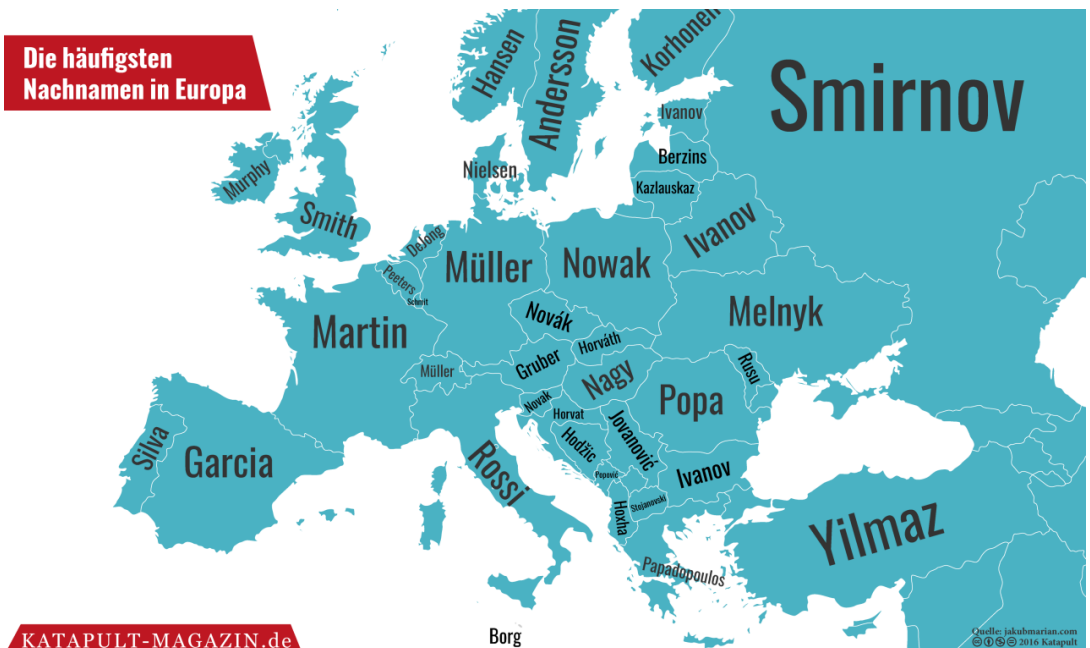 Die häufigsten
Nachnamen in Europa
Hansen
Andersson
Korhonen
Smirnov
Ivanov
Berzins
Kazlauskaz
Nielsen
Murphy
Smith
DeJong
Peeters
Schmit
Müller
Nowak
Ivanov
Melnyk
Martin
Novák
Horváth
Gruber
Müller
Nagy
Rusu
Popa
Novak
Horvat
Hodžic
Jovanović
Silva
Garcia
Rossi
Popović
Ivanov
Hoxha
Stojanovski
Yilmaz
Papadopoulos
Borg
KATAPULT-MAGAZIN.de
Quelle: jakubmarian.com
2016 Katapult